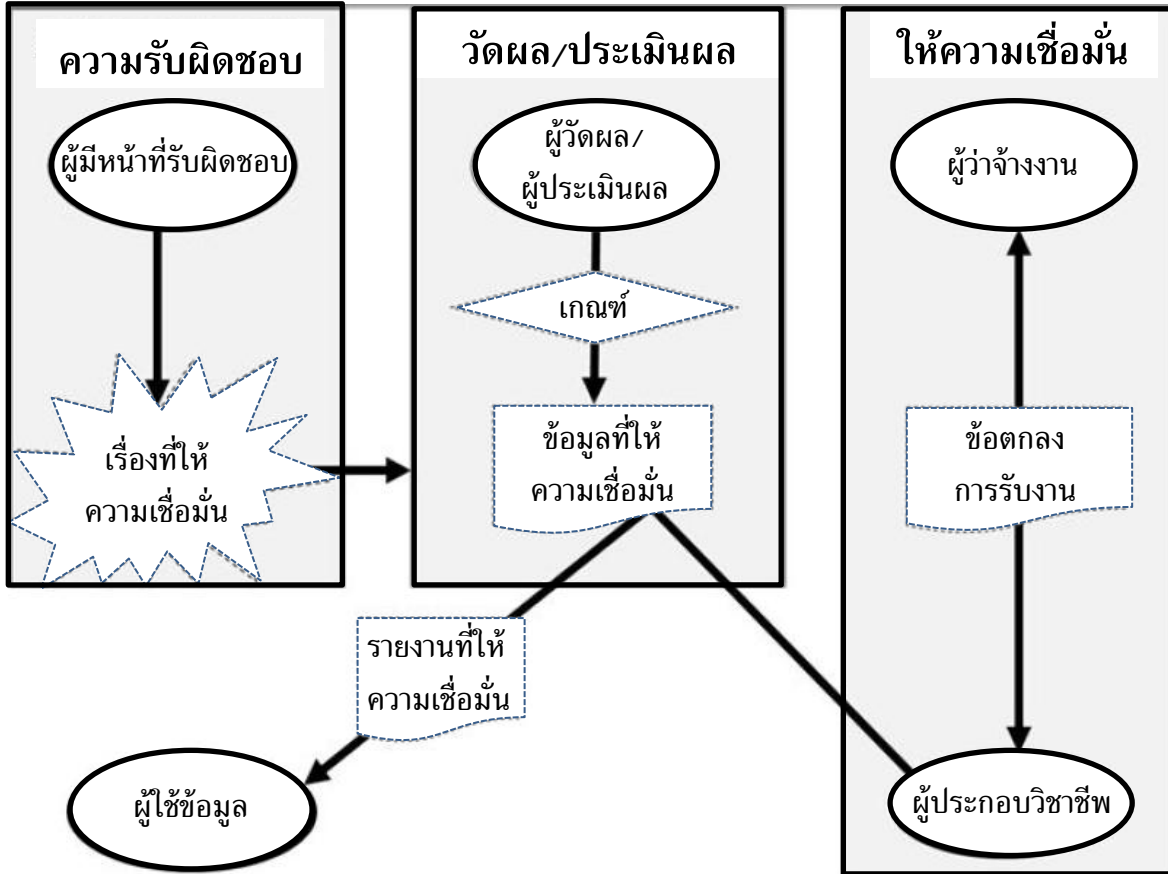 ความรับผิดชอบ
ผู้มีหน้าที่รับผิดชอบ
เรื่องที่ให้
ความเชื่อมั่น
วัดผล/ประเมินผล
ผู้วัดผล/
ผู้ประเมินผล
เกณฑ์
ข้อมูลที่ให้
ความเชื่อมั่น
ให้ความเชื่อมั่น
ผู้ว่าจ้างงาน
ข้อตกลง
การรับงาน
ผู้ประกอบวิชาชีพ
รายงานที่ให้
ความเชื่อมั่น
ผู้ใช้ข้อมูล